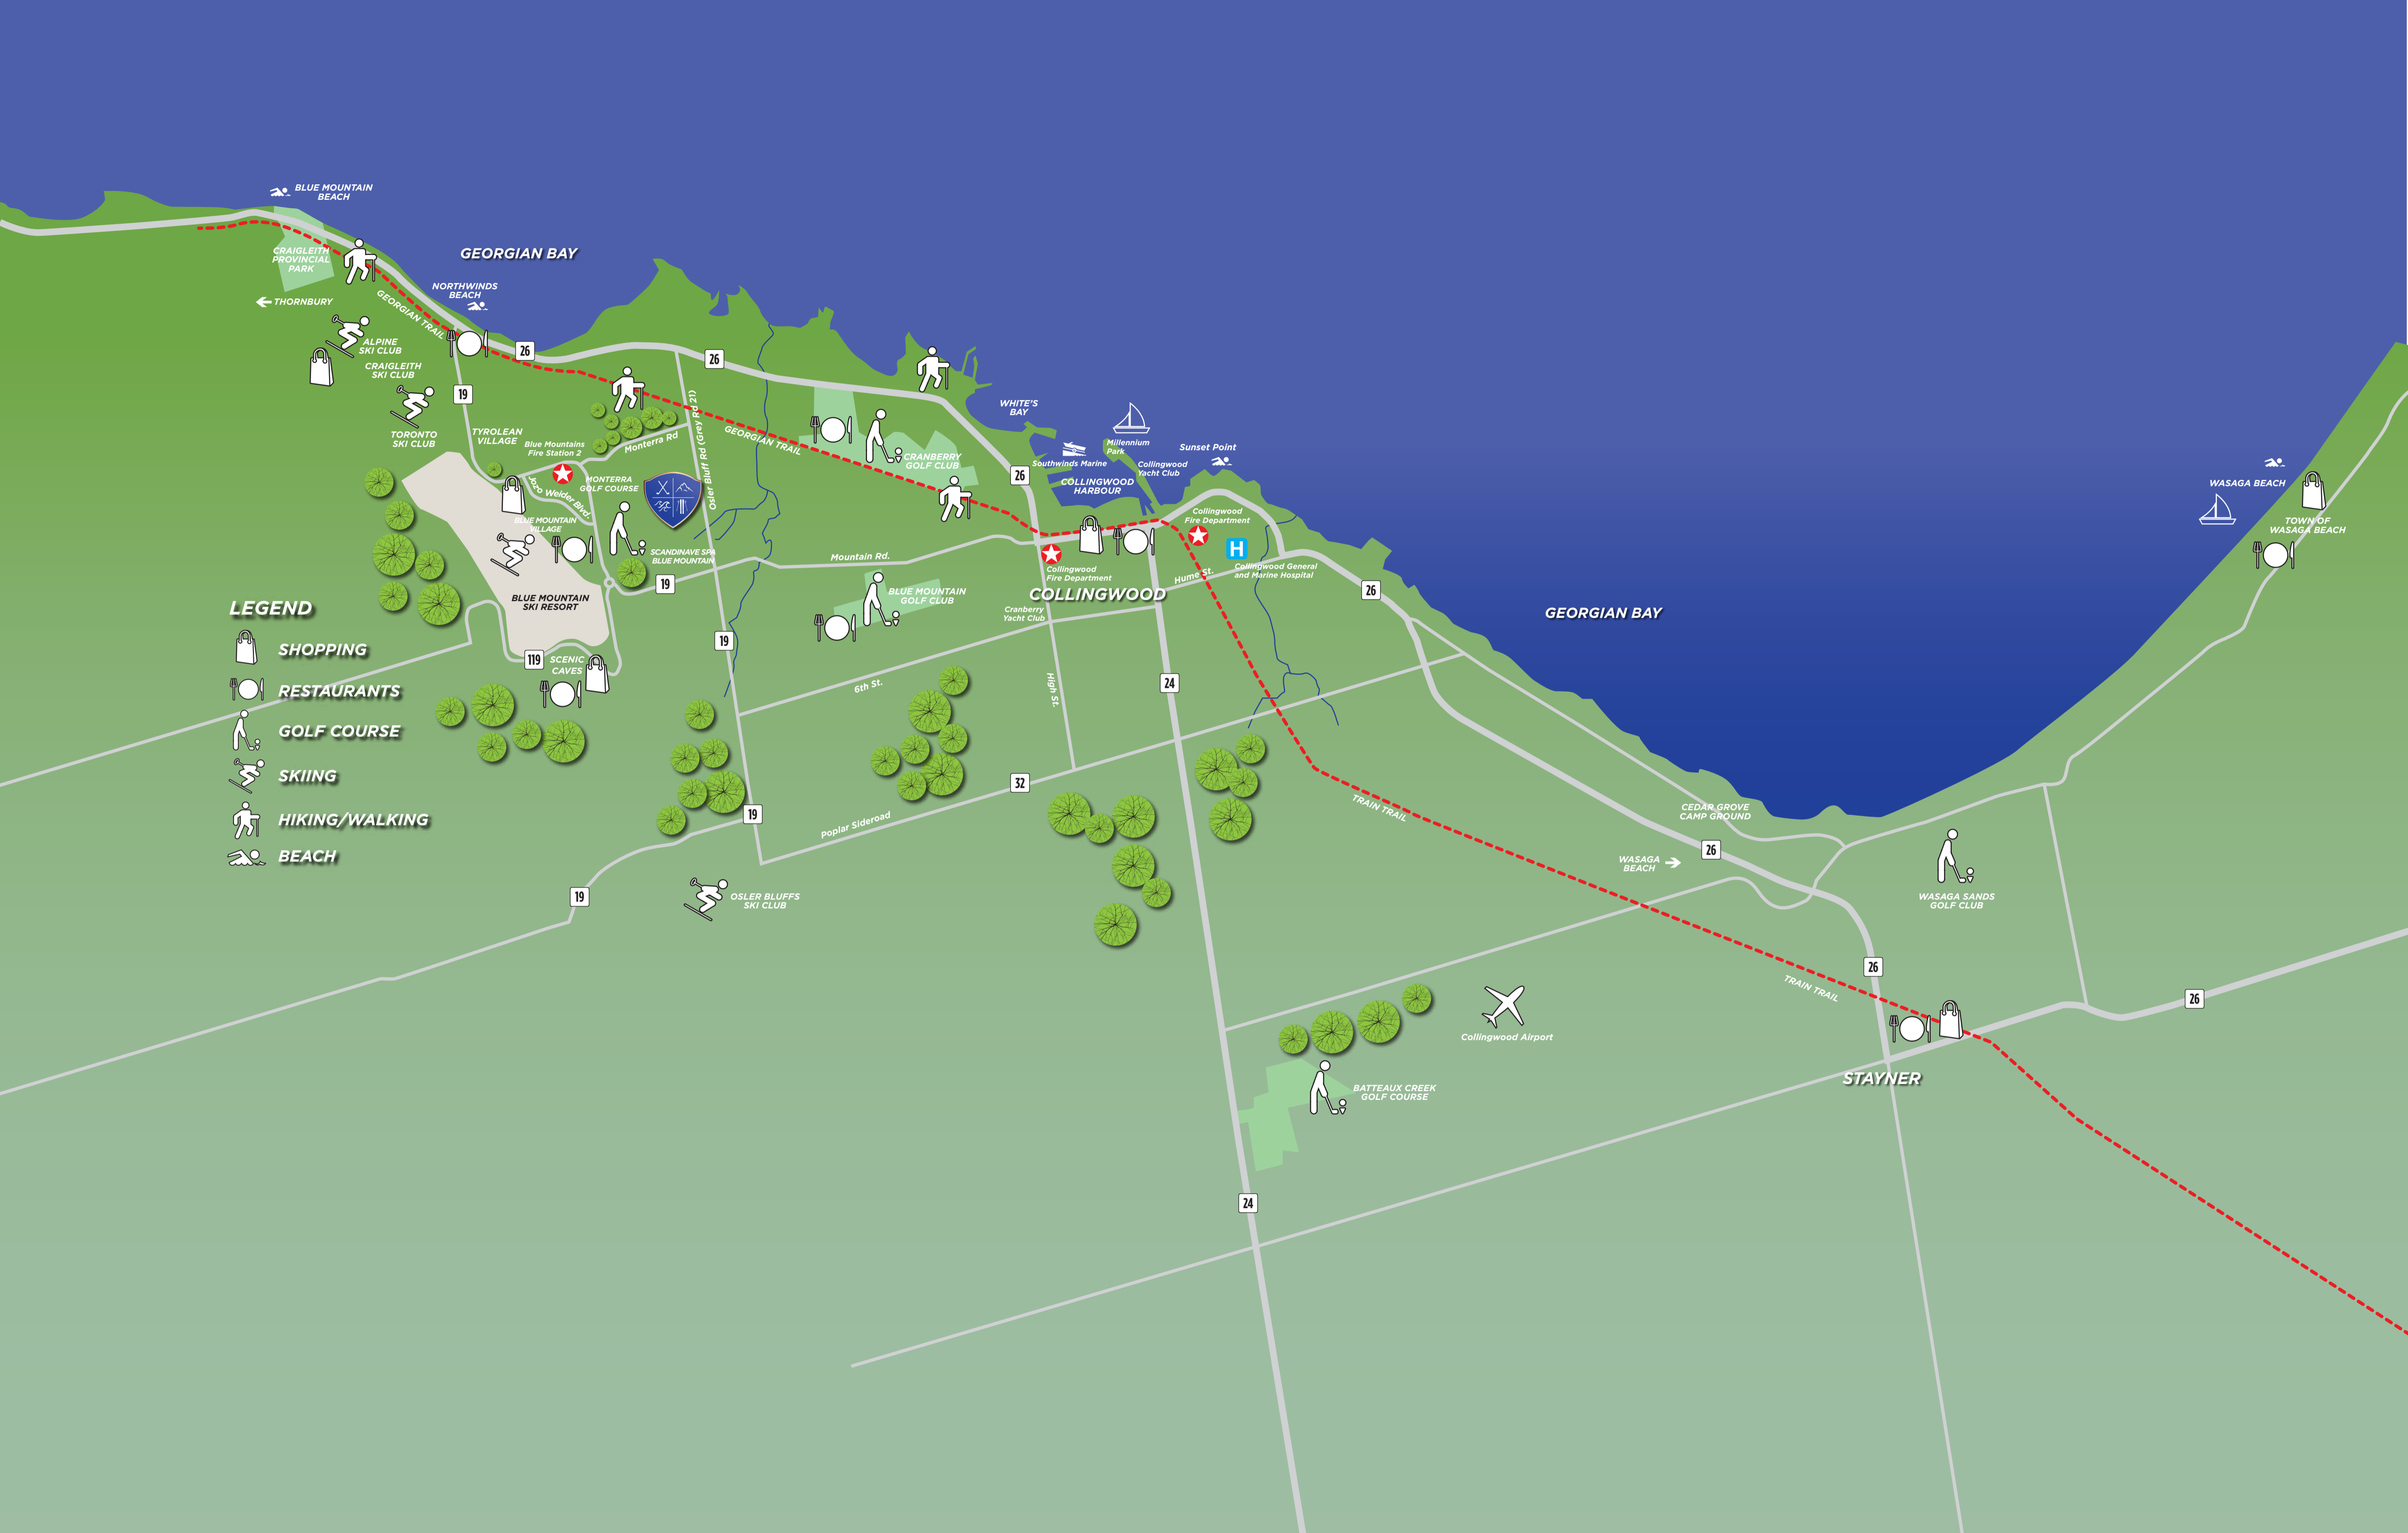 BLUE MOUNTAIN
BEACH
GEORGIAN BAY
CRAIGLEITH
PROVINCIAL
PARK
THORNBURY
GEORGIAN TRAIL
NORTHWINDS
BEACH
ALPINE
SKI CLUB
CRAIGLEITH
SKI CLUB
26
26
19
TORONTO
SKI CLUB
TYROLEAN
VILLAGE
Blue Mountains
Fire Station 2
Monterra Rd
Osler Bluff Rd (Grey Rd 21)
GEORGIAN TRAIL
CRANBERRY
GOLF CLUB
WHITE'S
BAY
26
Southwinds Marine
Millennium
Park
Collingwood
Yacht Club
COLLINGWOOD
HARBOUR
Sunset Point
Jozo Weider Blvd
MONTERRA
GOLF COURSE
BLUE MOUNTAIN
VILLAGE
SCANDINAVE SPA
BLUE MOUNTAIN
19
Mountain Rd.
Collingwood
Fire Department
Collingwood
Fire Department
H
Collingwood General
and Marine Hospital
Hume St.
COLLINGWOOD
26
WASAGA BEACH
TOWN OF
WASAGA BEACH
GEORGIAN BAY
BLUE MOUNTAIN
SKI RESORT
BLUE MOUNTAIN
GOLF CLUB
Cranberry
Yacht Club
19
119
SCENIC
CAVES
6th St.
High St.
24
LEGEND
SHOPPING
RESTAURANTS
GOLF COURSE
SKIING
HIKING/WALKING
BEACH
19
32
Poplar Sideroad
TRAIN TRAIL
CEDAR GROVE
CAMP GROUND
26
WASAGA
BEACH
19
OSLER BLUFFS
SKI CLUB
WASAGA SANDS
GOLF CLUB
26
TRAIN TRAIL
26
Collingwood Airport
STAYNER
BATTEAUX CREEK
GOLF COURSE
24